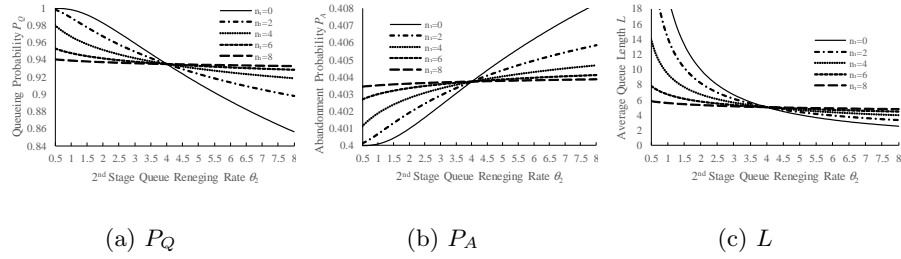 Queueing Probability P_Q
1
0.98
0.96
0.94
0.92
0.9
0.88
0.86
0.84
n₁=0
n₁=2
n₁=4
n₁=6
n₁=8
0.5 1 1.5 2 2.5 3 3.5 4 4.5 5 5.5 6 6.5 7 7.5 8
2nd Stage Queue Reneging Rate θ₂
Abandonment Probability P_A
0.408
0.406
0.405
0.404
0.403
0.401
0.4
n₁=0
n₁=2
n₁=4
n₁=6
n₁=8
0.5 1 1.5 2 2.5 3 3.5 4 4.5 5 5.5 6 6.5 7 7.5 8
2nd Stage Queue Reneging Rate θ₂
Average Queue Length L
18
16
14
12
10
8
6
4
2
0
n₁=0
n₁=2
n₁=4
n₁=6
n₁=8
0.5 1 1.5 2 2.5 3 3.5 4 4.5 5 5.5 6 6.5 7 7.5 8
2nd Stage Queue Reneging Rate θ₂
(a) P_Q
(b) P_A
(c) L